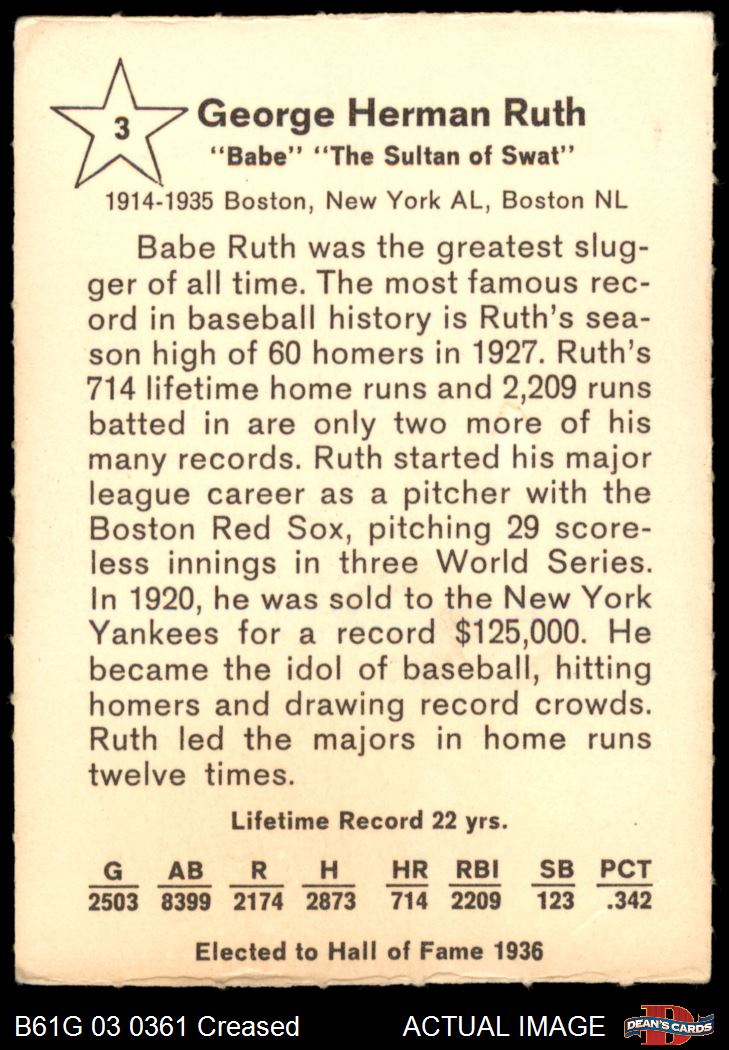 3
George Herman Ruth
"Babe" "The Sultan of Swat"
1914-1935 Boston, New York AL, Boston NL
Babe Ruth was the greatest slug-
ger of all time. The most famous rec-
ord in baseball history is Ruth's sea-
son high of 60 homers in 1927. Ruth's
714 lifetime home runs and 2,209 runs
batted in are only two more of his
many records. Ruth started his major
league career as a pitcher with the
Boston Red Sox, pitching 29 score-
less innings in three World Series.
In 1920, he was sold to the New York
Yankees for a record $125,000. He
became the idol of baseball, hitting
homers and drawing record crowds.
Ruth led the majors in home runs
twelve times.
Lifetime Record 22 yrs.
G AB R H HR RBI SB PCT
2503 8399 2174 2873 714 2209 123 .342
Elected to Hall of Fame 1936
B61G 03 0361 Creased ACTUAL IMAGE
D
DEAN'S CARDS